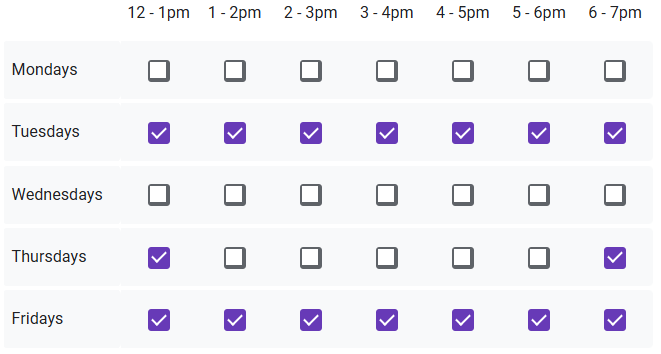 12 - 1pm 1 - 2pm 2 - 3pm 3 - 4pm 4 - 5pm 5 - 6pm 6 - 7pm
Mondays
Tuesdays
Wednesdays
Thursdays
Fridays